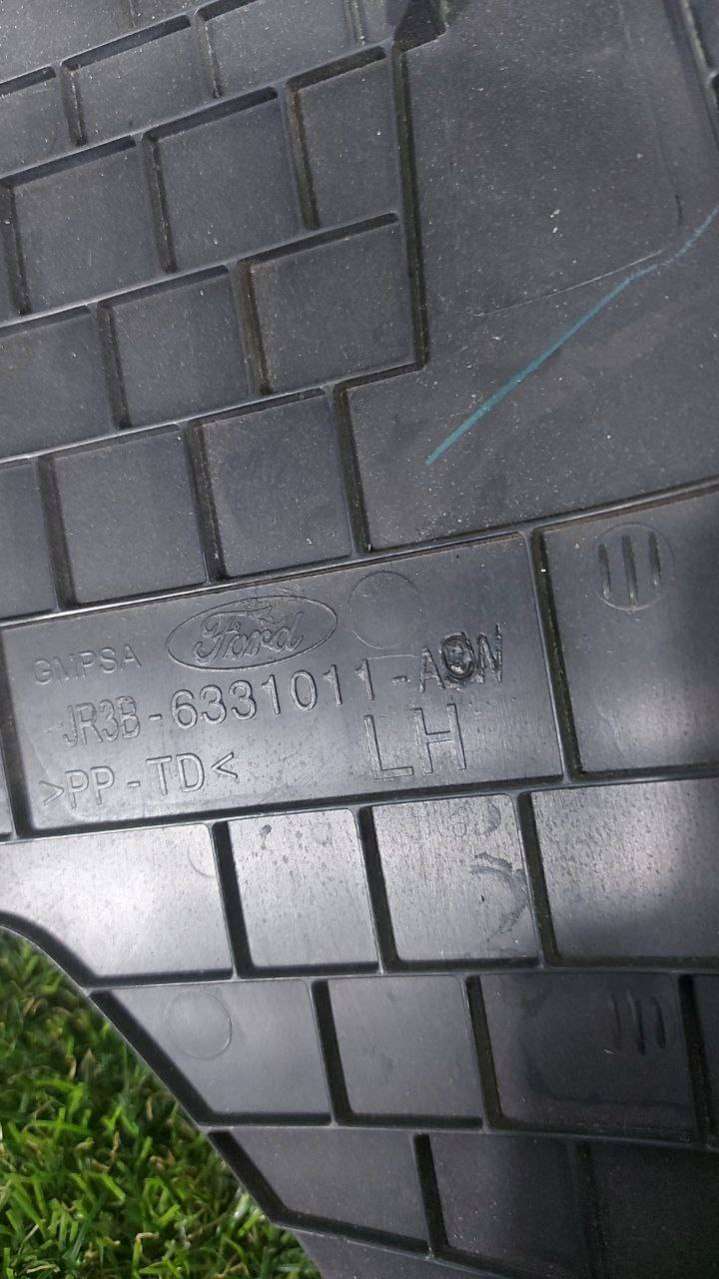 GMPSA Ford
JR3B-6331011-A
>PP-TD< LH